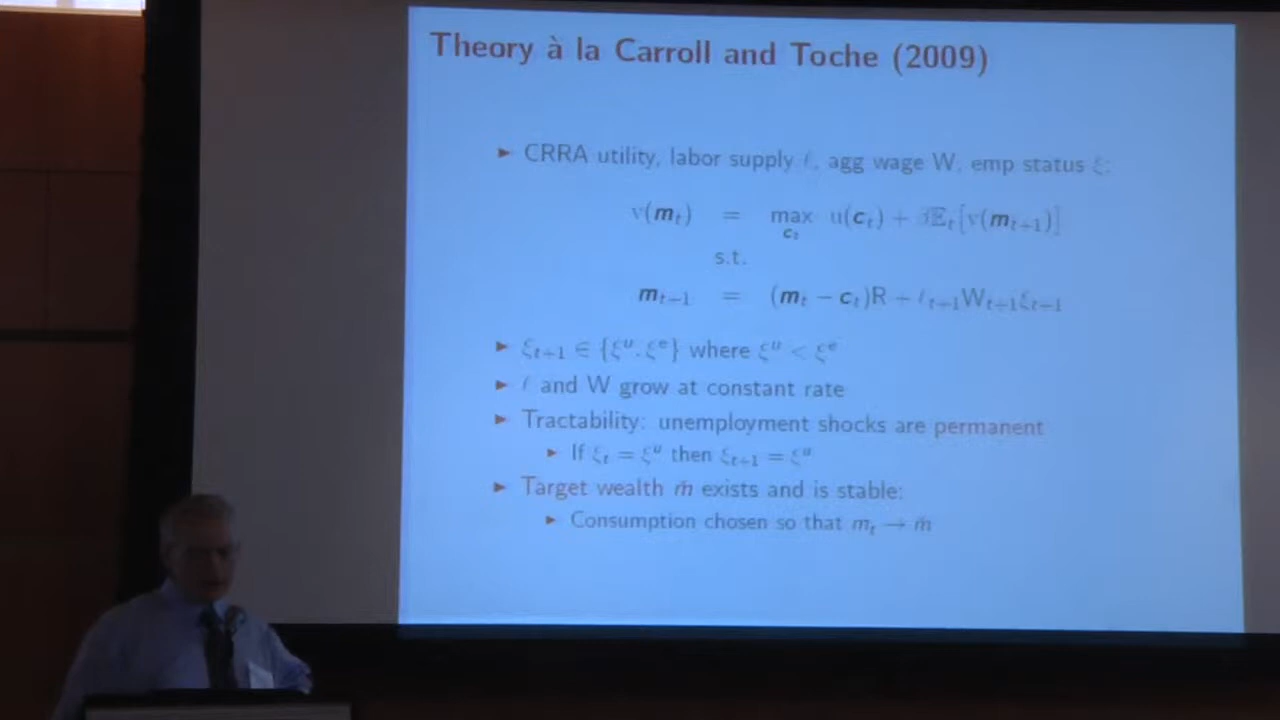 Theory à la Carroll and Toche (2009)
► CRRA utility, labor supply ℓ, agg wage W, emp status ξ:
v(m_t) = max_{c_t} u(c_t) + β𝔼_t[v(m_{t+1})]
s.t.
m_{t+1} = (m_t − c_t)R + ℓ_{t+1}W_{t+1}ξ_{t+1}
► ξ_{t+1} ∈ {ξ^u, ξ^e} where ξ^u < ξ^e
► ℓ and W grow at constant rate
► Tractability: unemployment shocks are permanent
► If ξ_t = ξ^u then ξ_{t+1} = ξ^u
► Target wealth m̌ exists and is stable:
► Consumption chosen so that m_t → m̌